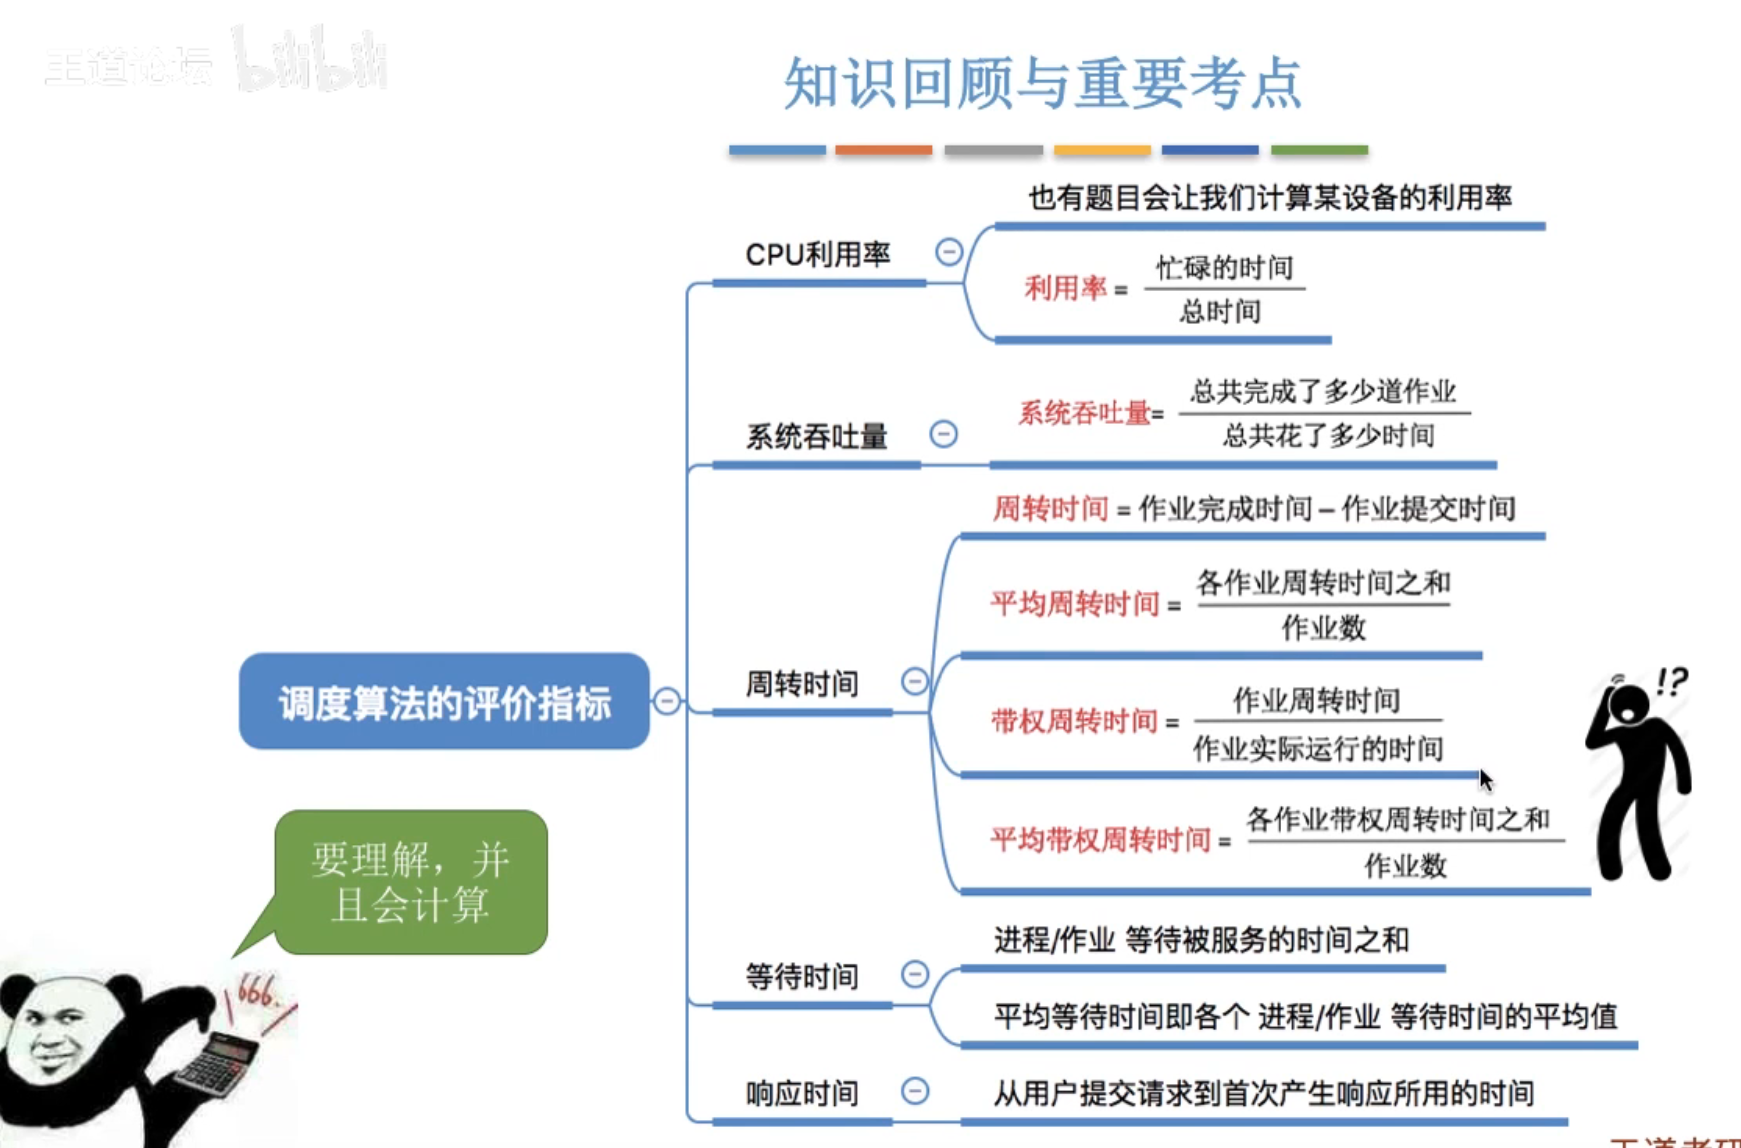 王道论坛 bilibili
知识回顾与重要考点
也有题目会让我们计算某设备的利用率
CPU利用率
利用率 = 忙碌的时间
总时间
系统吞吐量
系统吞吐量= 总共完成了多少道作业
总共花了多少时间
周转时间 = 作业完成时间 – 作业提交时间
平均周转时间 = 各作业周转时间之和
作业数
周转时间
调度算法的评价指标
带权周转时间 = 作业周转时间
作业实际运行的时间
平均带权周转时间 = 各作业带权周转时间之和
作业数
!?
要理解，并
且会计算
666..
进程/作业 等待被服务的时间之和
等待时间
平均等待时间即各个 进程/作业 等待时间的平均值
响应时间
从用户提交请求到首次产生响应所用的时间